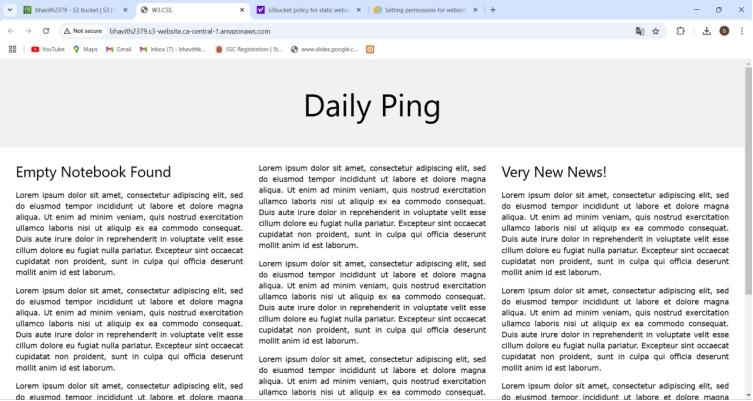 bhavith2379 - S3 bucket | S3 |
W3.CSS
s3bucket policy for static websi
Setting permissions for website
Not secure
bhavith2379.s3-website.ca-central-1.amazonaws.com
YouTube
Maps
Gmail
Inbox (7) - bhavithk...
SSC Registration | St...
www.slides.google.c...
Daily Ping
Empty Notebook Found
Lorem ipsum dolor sit amet, consectetur adipiscing elit, sed
do eiusmod tempor incididunt ut labore et dolore magna
aliqua. Ut enim ad minim veniam, quis nostrud exercitation
ullamco laboris nisi ut aliquip ex ea commodo consequat.
Duis aute irure dolor in reprehenderit in voluptate velit esse
cillum dolore eu fugiat nulla pariatur. Excepteur sint occaecat
cupidatat non proident, sunt in culpa qui officia deserunt
mollit anim id est laborum.
Lorem ipsum dolor sit amet, consectetur adipiscing elit, sed
do eiusmod tempor incididunt ut labore et dolore magna
aliqua. Ut enim ad minim veniam, quis nostrud exercitation
ullamco laboris nisi ut aliquip ex ea commodo consequat.
Duis aute irure dolor in reprehenderit in voluptate velit esse
cillum dolore eu fugiat nulla pariatur. Excepteur sint occaecat
cupidatat non proident, sunt in culpa qui officia deserunt
mollit anim id est laborum.
Lorem ipsum dolor sit amet, consectetur adipiscing elit, sed
Lorem ipsum dolor sit amet, consectetur adipiscing elit, sed
do eiusmod tempor incididunt ut labore et dolore magna
aliqua. Ut enim ad minim veniam, quis nostrud exercitation
ullamco laboris nisi ut aliquip ex ea commodo consequat.
Duis aute irure dolor in reprehenderit in voluptate velit esse
cillum dolore eu fugiat nulla pariatur. Excepteur sint occaecat
cupidatat non proident, sunt in culpa qui officia deserunt
mollit anim id est laborum.
Lorem ipsum dolor sit amet, consectetur adipiscing elit, sed
do eiusmod tempor incididunt ut labore et dolore magna
aliqua. Ut enim ad minim veniam, quis nostrud exercitation
ullamco laboris nisi ut aliquip ex ea commodo consequat.
Duis aute irure dolor in reprehenderit in voluptate velit esse
cillum dolore eu fugiat nulla pariatur. Excepteur sint occaecat
cupidatat non proident, sunt in culpa qui officia deserunt
mollit anim id est laborum.
Lorem ipsum dolor sit amet, consectetur adipiscing elit, sed
do eiusmod tempor incididunt ut labore et dolore magna
aliqua. Ut enim ad minim veniam, quis nostrud exercitation
ullamco laboris nisi ut aliquip ex ea commodo consequat.
Very New News!
Lorem ipsum dolor sit amet, consectetur adipiscing elit, sed
do eiusmod tempor incididunt ut labore et dolore magna
aliqua. Ut enim ad minim veniam, quis nostrud exercitation
ullamco laboris nisi ut aliquip ex ea commodo consequat.
Duis aute irure dolor in reprehenderit in voluptate velit esse
cillum dolore eu fugiat nulla pariatur. Excepteur sint occaecat
cupidatat non proident, sunt in culpa qui officia deserunt
mollit anim id est laborum.
Lorem ipsum dolor sit amet, consectetur adipiscing elit, sed
do eiusmod tempor incididunt ut labore et dolore magna
aliqua. Ut enim ad minim veniam, quis nostrud exercitation
ullamco laboris nisi ut aliquip ex ea commodo consequat.
Duis aute irure dolor in reprehenderit in voluptate velit esse
cillum dolore eu fugiat nulla pariatur. Excepteur sint occaecat
cupidatat non proident, sunt in culpa qui officia deserunt
mollit anim id est laborum.
Lorem ipsum dolor sit amet, consectetur adipiscing elit, sed